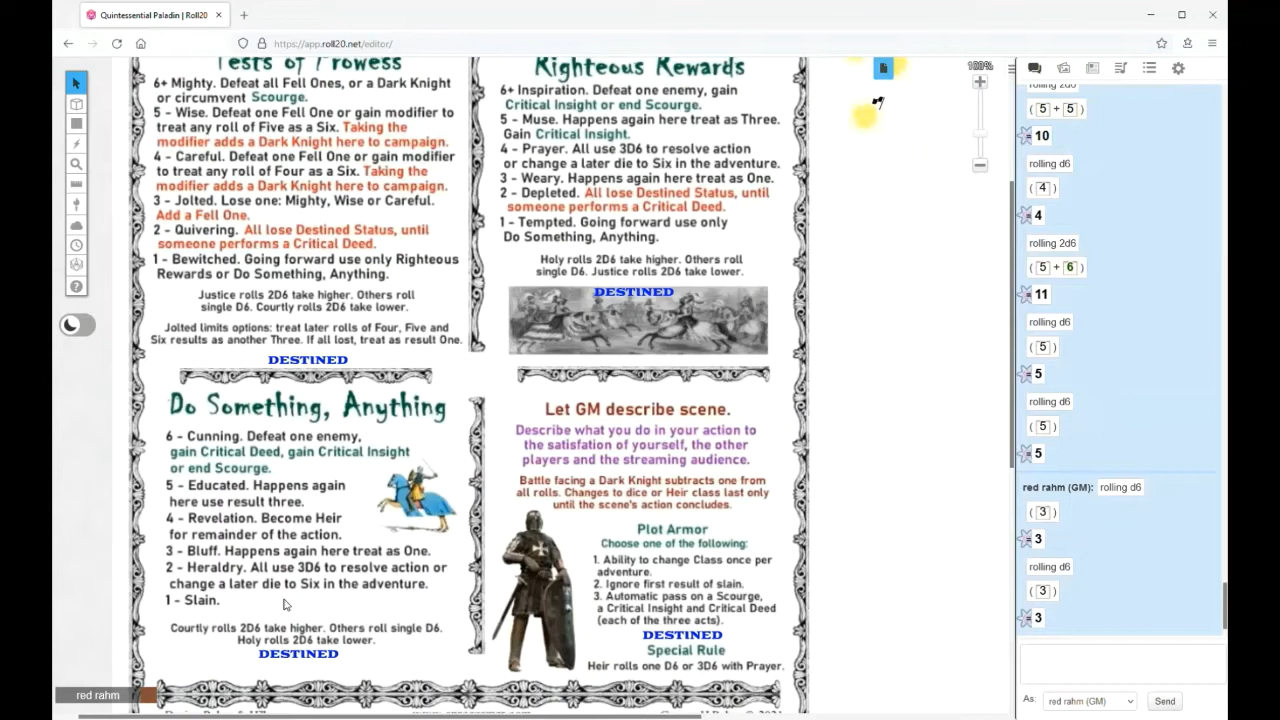 Quintessential Paladin | Roll20
https://app.roll20.net/editor/
100%
Tests of Prowess
6+ Mighty. Defeat all Fell Ones, or a Dark Knight
or circumvent Scourge.
5 - Wise. Defeat one Fell One or gain modifier to
treat any roll of Five as a Six. Taking the
modifier adds a Dark Knight here to campaign.
4 - Careful. Defeat one Fell One or gain modifier
to treat any roll of Four as a Six. Taking the
modifier adds a Dark Knight here to campaign.
3 - Jolted. Lose one: Mighty, Wise or Careful.
Add a Fell One.
2 - Quivering. All lose Destined Status, until
someone performs a Critical Deed.
1 - Bewitched. Going forward use only Righteous
Rewards or Do Something, Anything.
Justice rolls 2D6 take higher. Others roll
single D6. Courtly rolls 2D6 take lower.
Jolted limits options: treat later rolls of Four, Five and
Six results as another Three. If all lost, treat as result One.
DESTINED
Righteous Rewards
6+ Inspiration. Defeat one enemy, gain
Critical Insight or end Scourge.
5 - Muse. Happens again here treat as Three.
Gain Critical Insight.
4 - Prayer. All use 3D6 to resolve action
or change a later die to Six in the adventure.
3 - Weary. Happens again here treat as One.
2 - Depleted. All lose Destined Status, until
someone performs a Critical Deed.
1 - Tempted. Going forward use only
Do Something, Anything.
Holy rolls 2D6 take higher. Others roll
single D6. Justice rolls 2D6 take lower.
DESTINED
Do Something, Anything
6 - Cunning. Defeat one enemy,
gain Critical Deed, gain Critical Insight
or end Scourge.
5 - Educated. Happens again
here use result three.
4 - Revelation. Become Heir
for remainder of the action.
3 - Bluff. Happens again here treat as One.
2 - Heraldry. All use 3D6 to resolve action or
change a later die to Six in the adventure.
1 - Slain.
Courtly rolls 2D6 take higher. Others roll single D6.
Holy rolls 2D6 take lower.
DESTINED
Let GM describe scene.
Describe what you do in your action to
the satisfaction of yourself, the other
players and the streaming audience.
Battle facing a Dark Knight subtracts one from
all rolls. Changes to dice or Heir class last only
until the scene's action concludes.
Plot Armor
Choose one of the following:
1. Ability to change Class once per
adventure.
2. Ignore first result of slain.
3. Automatic pass on a Scourge,
a Critical Insight and Critical Deed
(each of the three acts).
DESTINED
Special Rule
Heir rolls one D6 or 3D6 with Prayer.
red rahm
rolling 2d6
( 5 + 5 )
= 10
rolling d6
( 4 )
= 4
rolling 2d6
( 5 + 6 )
= 11
rolling d6
( 5 )
= 5
rolling d6
( 5 )
= 5
red rahm (GM): rolling d6
( 3 )
= 3
rolling d6
( 3 )
= 3
As: red rahm (GM) Send